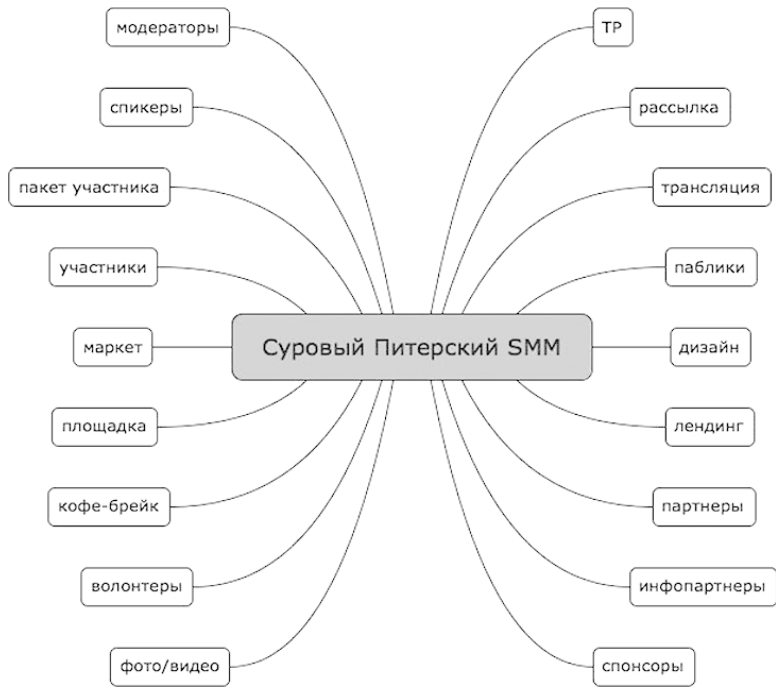 модераторы
ТР
спикеры
рассылка
пакет участника
трансляция
участники
паблики
маркет
Суровый Питерский SMM
дизайн
площадка
лендинг
кофе-брейк
партнеры
волонтеры
инфопартнеры
фото/видео
спонсоры